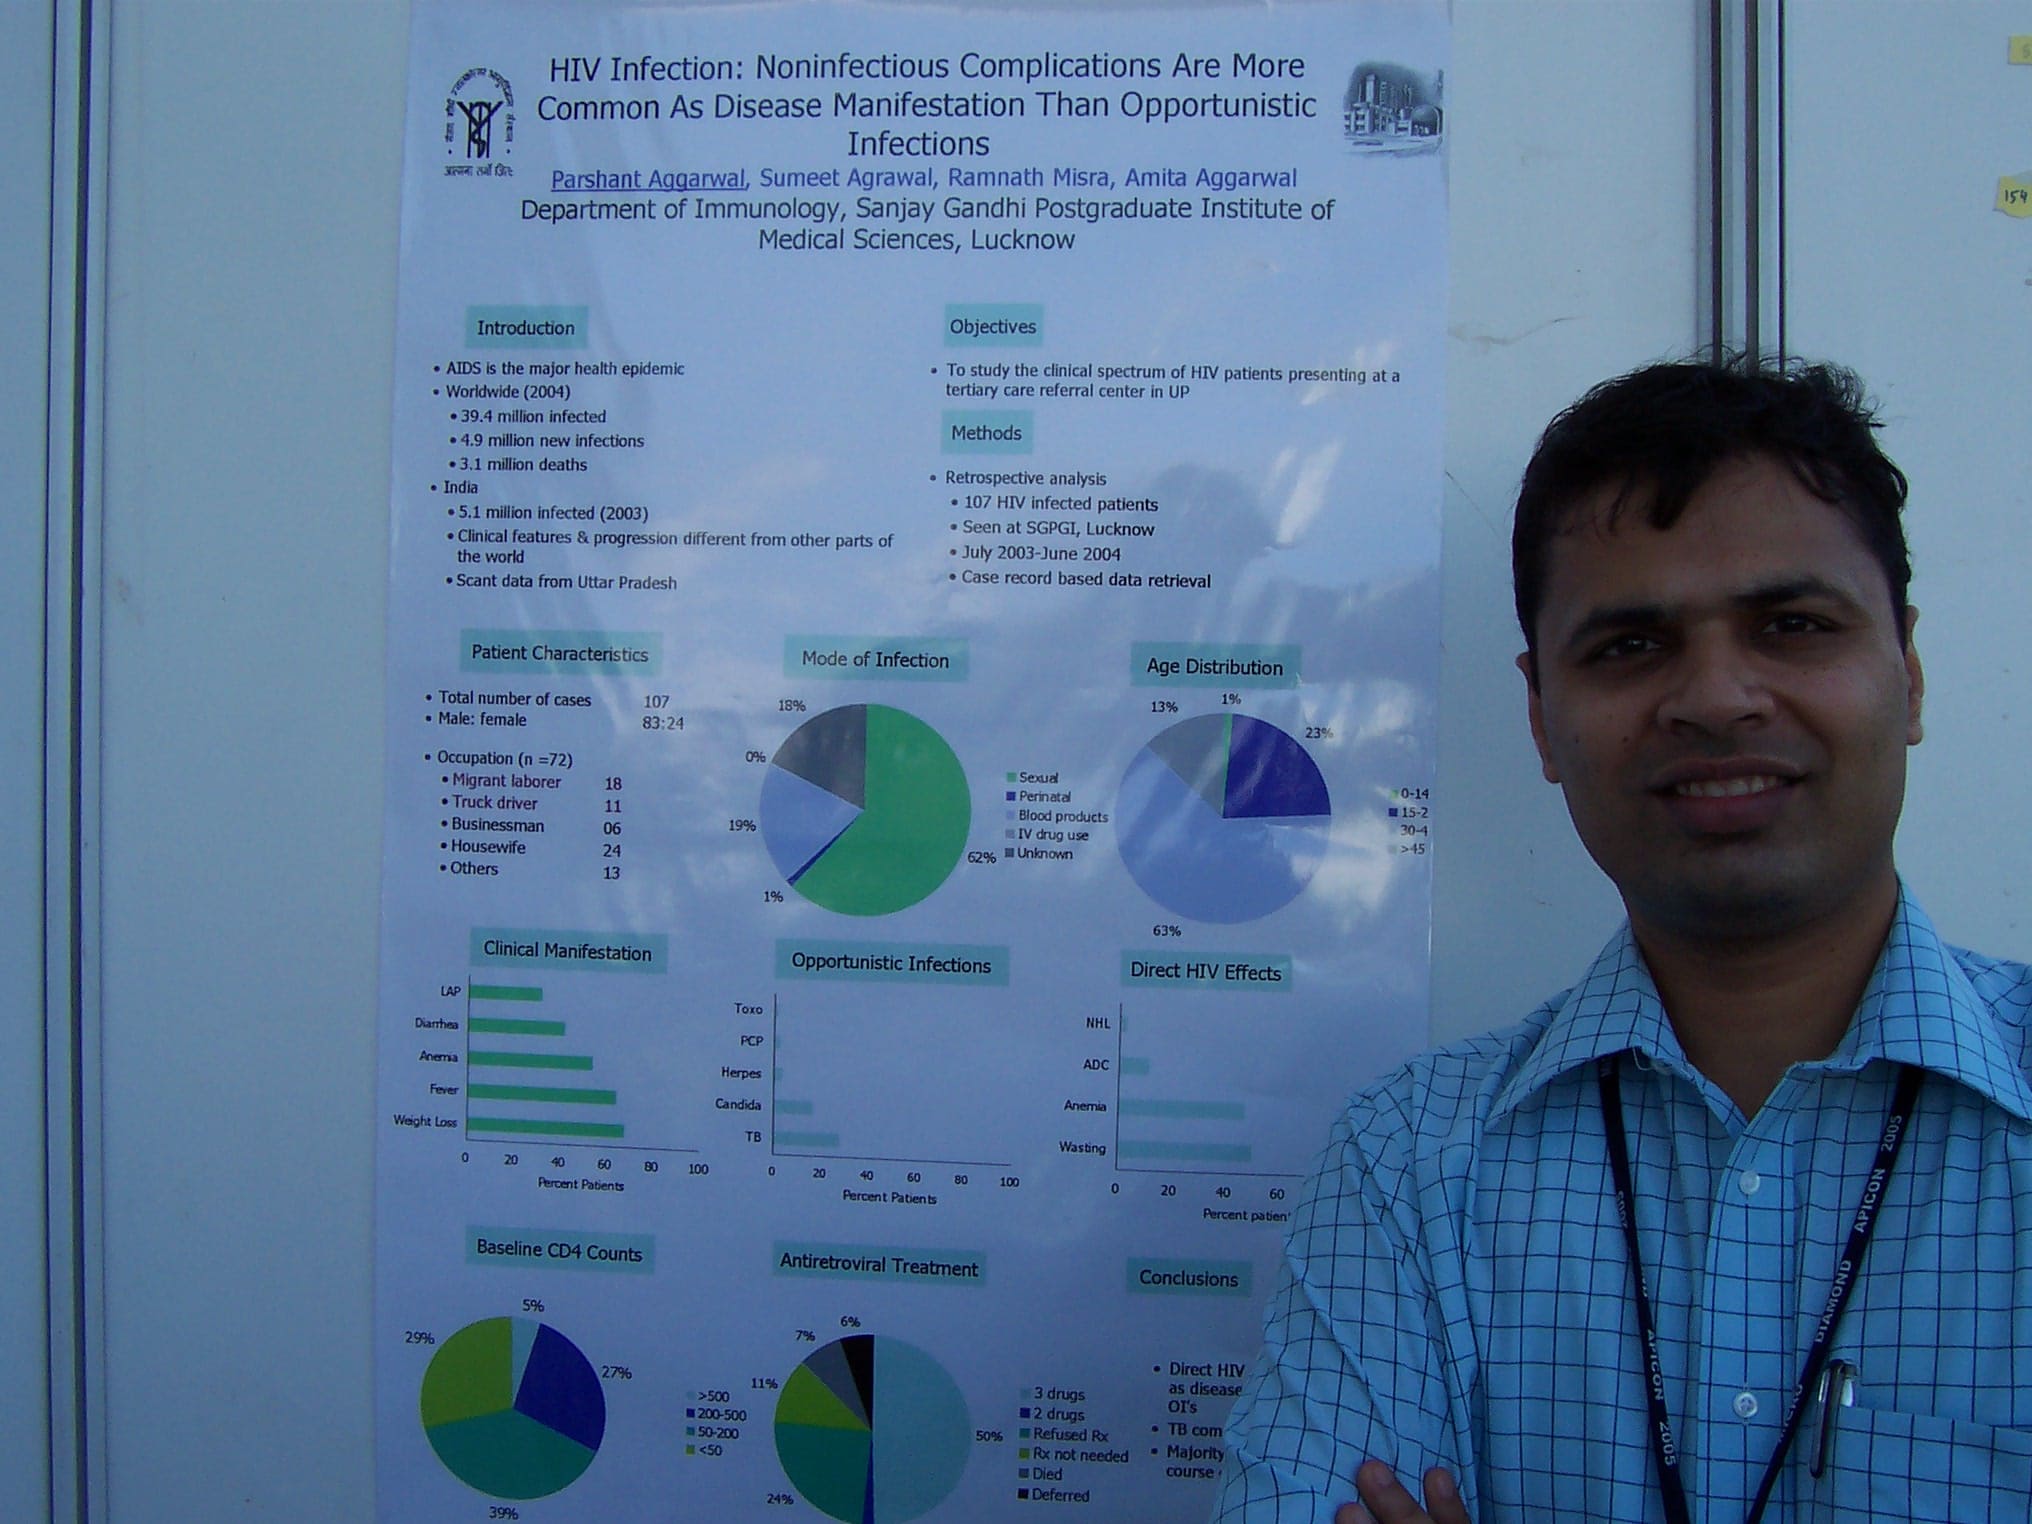 HIV Infection: Noninfectious Complications Are More
Common As Disease Manifestation Than Opportunistic
Infections
Parshant Aggarwal, Sumeet Agrawal, Ramnath Misra, Amita Aggarwal
Department of Immunology, Sanjay Gandhi Postgraduate Institute of
Medical Sciences, Lucknow
Introduction
• AIDS is the major health epidemic
• Worldwide (2004)
• 39.4 million infected
• 4.9 million new infections
• 3.1 million deaths
• India
• 5.1 million infected (2003)
• Clinical features & progression different from other parts of
the world
• Scant data from Uttar Pradesh
Objectives
• To study the clinical spectrum of HIV patients presenting at a
tertiary care referral center in UP
Methods
• Retrospective analysis
• 107 HIV infected patients
• Seen at SGPGI, Lucknow
• July 2003-June 2004
• Case record based data retrieval
Patient Characteristics
• Total number of cases 107
• Male: female 83:24
• Occupation (n =72)
• Migrant laborer 18
• Truck driver 11
• Businessman 06
• Housewife 24
• Others 13
Mode of Infection
18%
0%
19%
1%
62%
Sexual
Perinatal
Blood products
IV drug use
Unknown
Age Distribution
13%
1%
23%
63%
0-14
15-2
30-4
>45
Clinical Manifestation
LAP
Diarrhea
Anemia
Fever
Weight Loss
0 20 40 60 80 100
Percent Patients
Opportunistic Infections
Toxo
PCP
Herpes
Candida
TB
0 20 40 60 80 100
Percent Patients
Direct HIV Effects
NHL
ADC
Anemia
Wasting
0 20 40 60
Percent patien
Baseline CD4 Counts
5%
29%
27%
39%
>500
200-500
50-200
<50
Antiretroviral Treatment
6%
7%
11%
50%
24%
3 drugs
2 drugs
Refused Rx
Rx not needed
Died
Deferred
Conclusions
• Direct HIV
as disease
OI's
• TB com
• Majority
course
154
APICON 2005
DIAMOND
APICON 2005